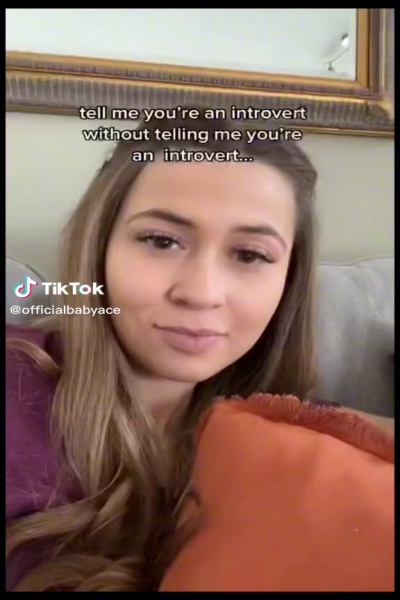 tell me you're an introvert
without telling me you're
an introvert...
TikTok
@officialbabyace